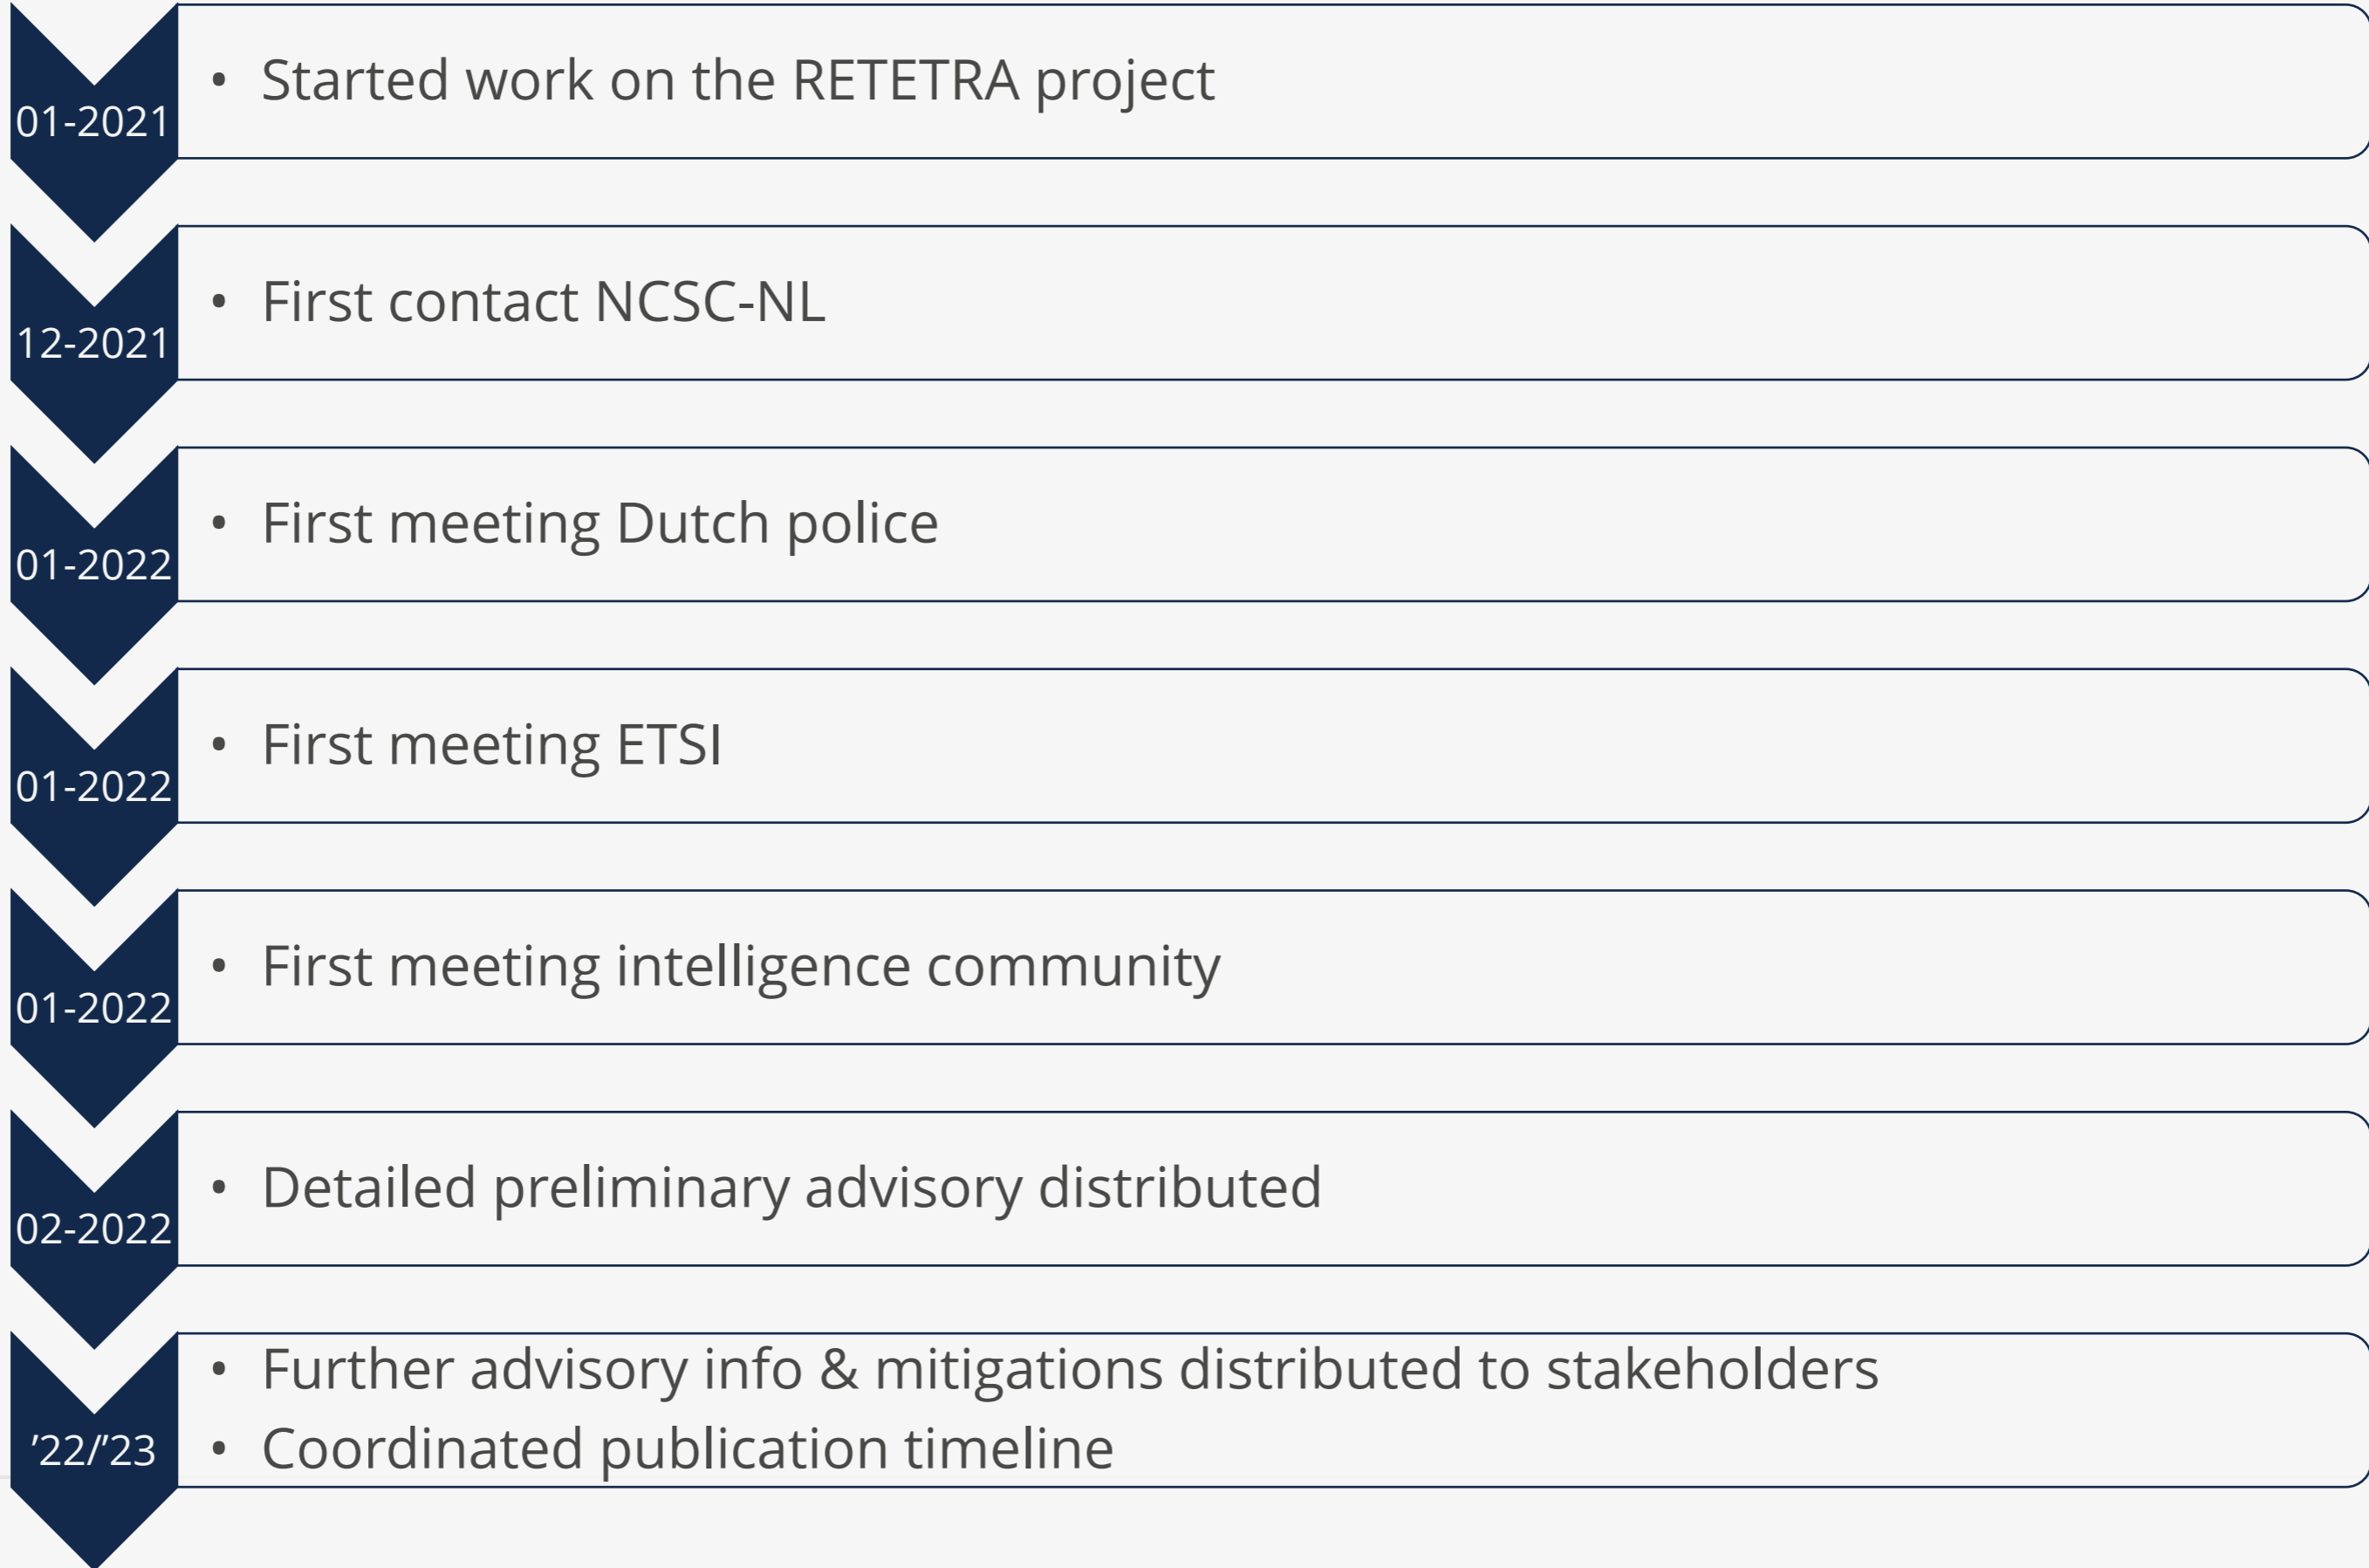 01-2021
• Started work on the RETETRA project
12-2021
• First contact NCSC-NL
01-2022
• First meeting Dutch police
01-2022
• First meeting ETSI
01-2022
• First meeting intelligence community
02-2022
• Detailed preliminary advisory distributed
’22/’23
• Further advisory info & mitigations distributed to stakeholders
• Coordinated publication timeline